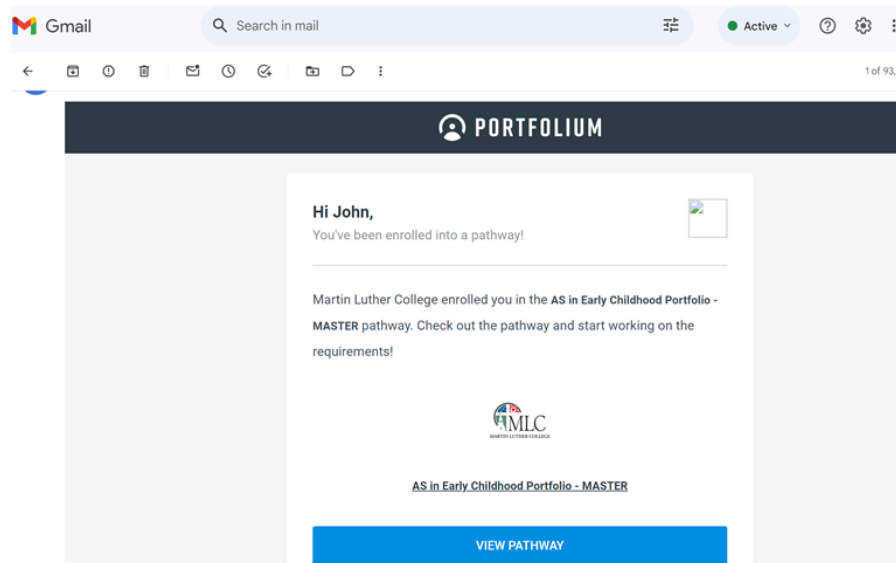 Gmail
Search in mail
Active
1 of 93,
PORTFOLIUM
Hi John,
You've been enrolled into a pathway!
Martin Luther College enrolled you in the AS in Early Childhood Portfolio -
MASTER pathway. Check out the pathway and start working on the
requirements!
MLC
MARTIN LUTHER COLLEGE
AS in Early Childhood Portfolio - MASTER
VIEW PATHWAY